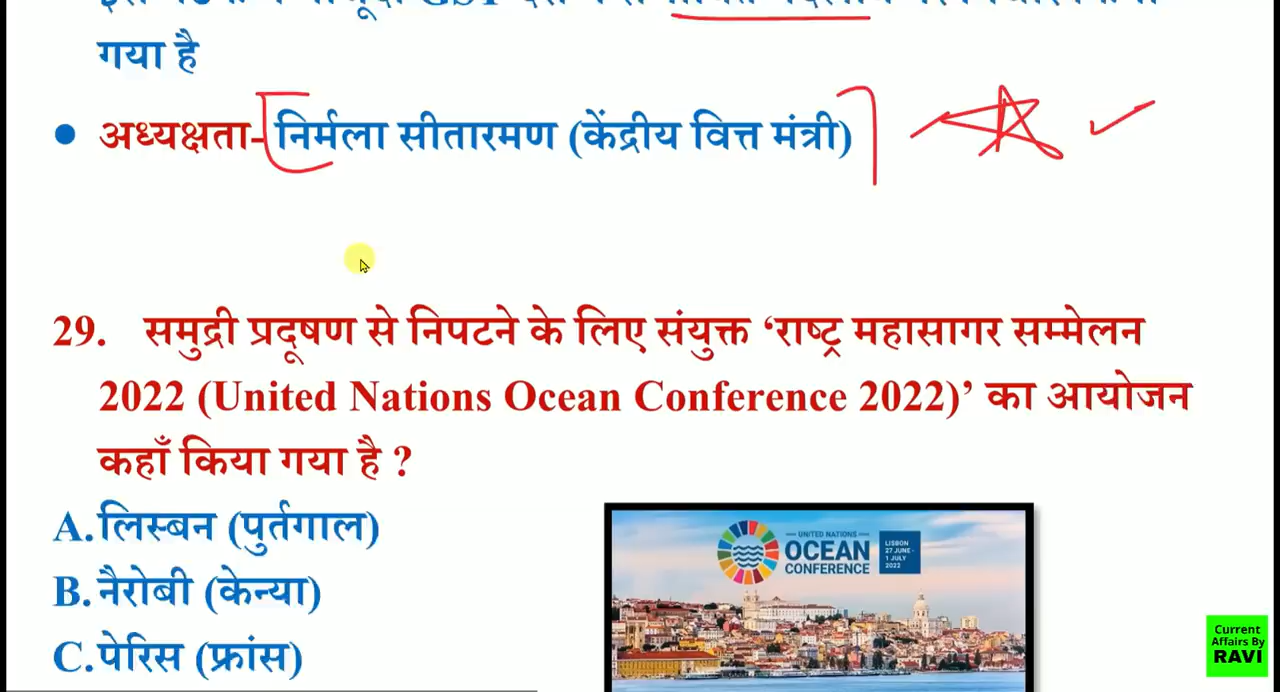 गया है
• अध्यक्षता- निर्मला सीतारमण (केंद्रीय वित्त मंत्री)
29. समुद्री प्रदूषण से निपटने के लिए संयुक्त ‘राष्ट्र महासागर सम्मेलन
2022 (United Nations Ocean Conference 2022)’ का आयोजन
कहाँ किया गया है ?
A. लिस्बन (पुर्तगाल)
B. नैरोबी (केन्या)
C. पेरिस (फ्रांस)
UNITED NATIONS
OCEAN
CONFERENCE
LISBON
27 JUNE -
1 JULY
2022
Current
Affairs By
RAVI